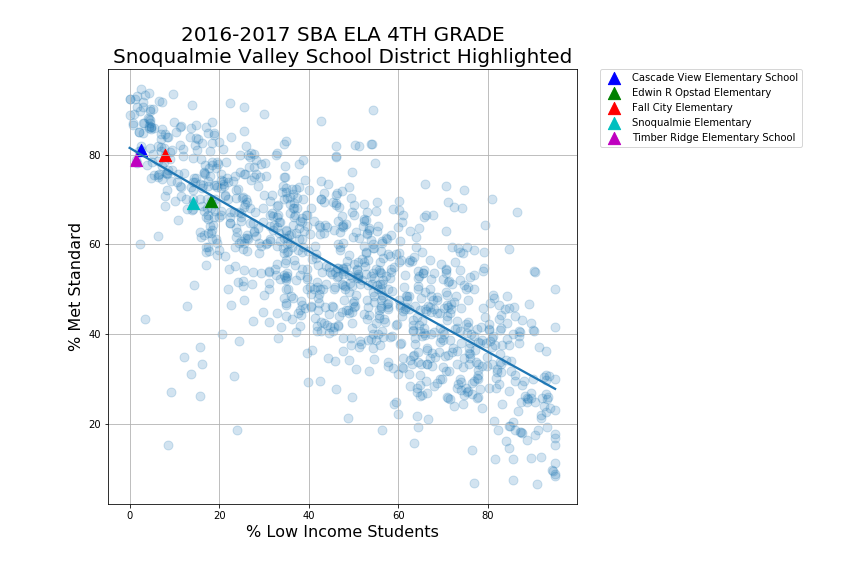 2016-2017 SBA ELA 4TH GRADE
Snoqualmie Valley School District Highlighted
Cascade View Elementary School
Edwin R Opstad Elementary
Fall City Elementary
Snoqualmie Elementary
Timber Ridge Elementary School
% Met Standard
80
60
40
20
0 20 40 60 80
% Low Income Students